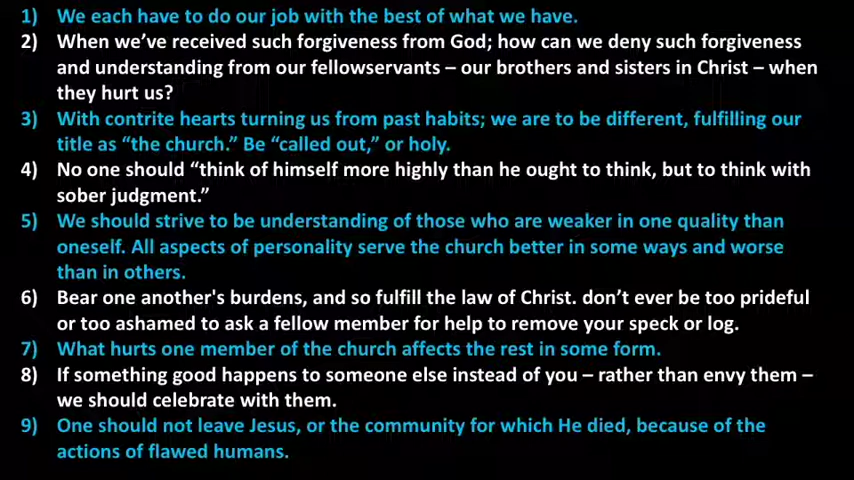 1) We each have to do our job with the best of what we have.
2) When we've received such forgiveness from God; how can we deny such forgiveness
and understanding from our fellowservants – our brothers and sisters in Christ – when
they hurt us?
3) With contrite hearts turning us from past habits; we are to be different, fulfilling our
title as “the church.” Be “called out,” or holy.
4) No one should “think of himself more highly than he ought to think, but to think with
sober judgment.”
5) We should strive to be understanding of those who are weaker in one quality than
oneself. All aspects of personality serve the church better in some ways and worse
than in others.
6) Bear one another's burdens, and so fulfill the law of Christ. don’t ever be too prideful
or too ashamed to ask a fellow member for help to remove your speck or log.
7) What hurts one member of the church affects the rest in some form.
8) If something good happens to someone else instead of you – rather than envy them –
we should celebrate with them.
9) One should not leave Jesus, or the community for which He died, because of the
actions of flawed humans.